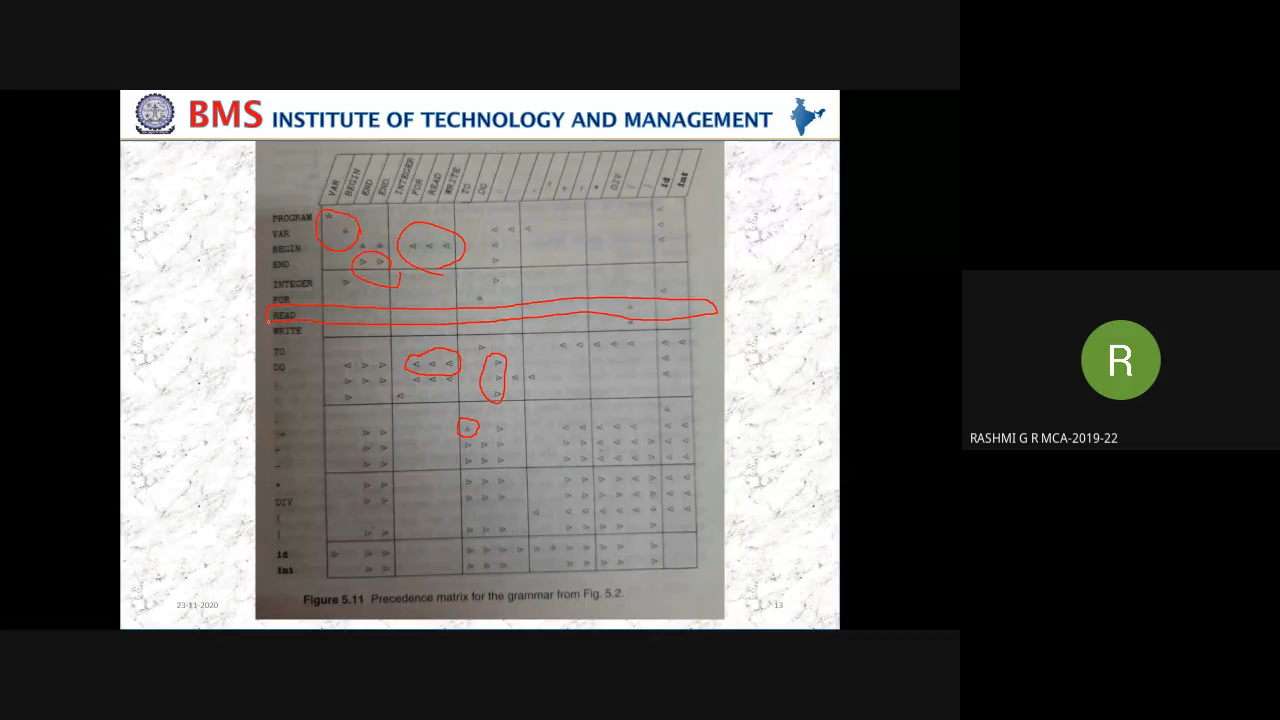 BMS INSTITUTE OF TECHNOLOGY AND MANAGEMENT
VAR BEGIN END END. INTEGER FOR READ WRITE TO DO DIV id int
PROGRAM
VAR
BEGIN
END
INTEGER
FOR
READ
WRITE
TO
DO
DIV
id
int
Figure 5.11 Precedence matrix for the grammar from Fig. 5.2.
23-11-2020
13
R
RASHMI G R MCA-2019-22